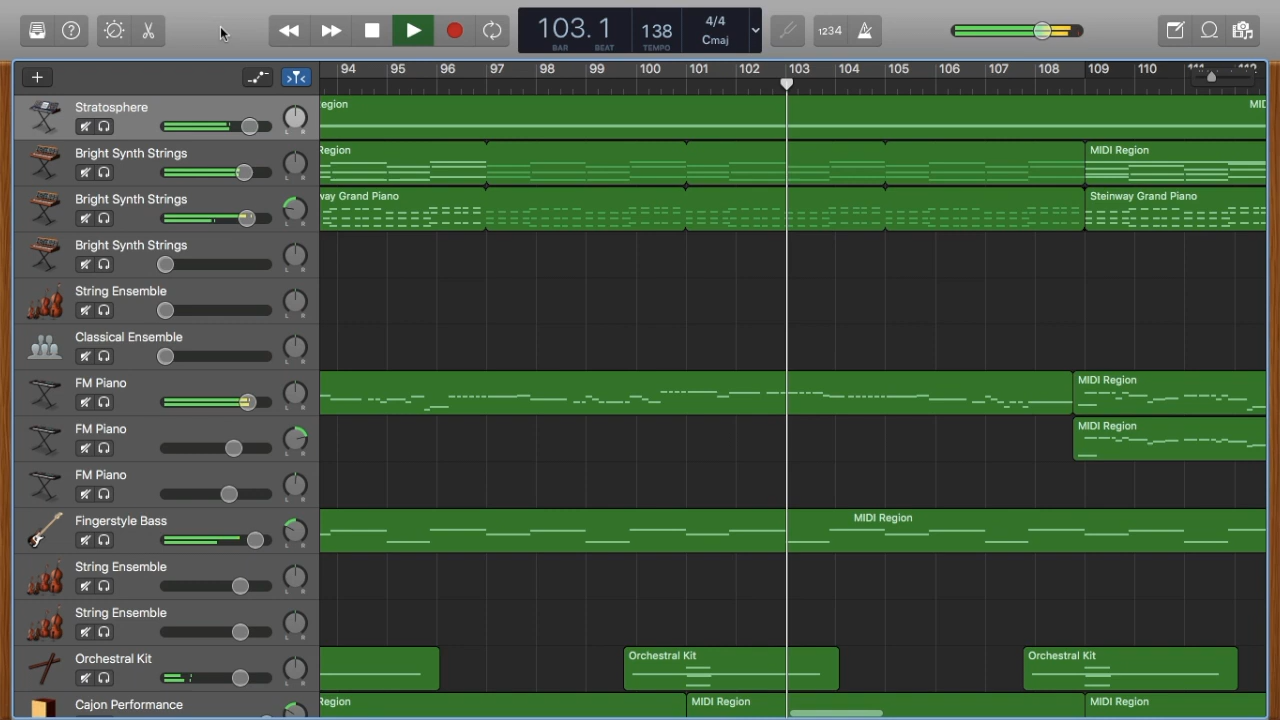 1234
103.1
BAR
BEAT
138
TEMPO
4/4
Cmaj
94
95
96
97
98
99
100
101
102
103
104
105
106
107
108
109
110
Stratosphere
L R
egion
Bright Synth Strings
L R
Region
MIDI Region
Bright Synth Strings
L R
way Grand Piano
Steinway Grand Piano
Bright Synth Strings
L R
String Ensemble
L R
Classical Ensemble
L R
FM Piano
L R
MIDI Region
FM Piano
L R
MIDI Region
FM Piano
L R
Fingerstyle Bass
L R
MIDI Region
String Ensemble
L R
String Ensemble
L R
Orchestral Kit
L R
Orchestral Kit
Orchestral Kit
Cajon Performance
Region
MIDI Region
MIDI Region